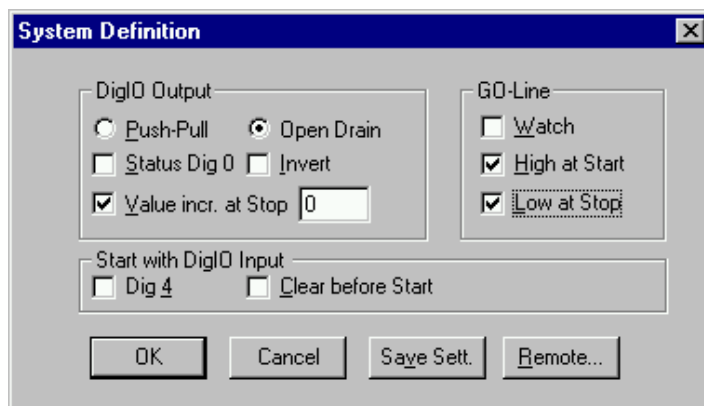 System Definition
DigIO Output
GO-Line
Push-Pull Open Drain
Watch
Status Dig 0 Invert
High at Start
Value incr. at Stop 0
Low at Stop
Start with DigIO Input
Dig 4 Clear before Start
OK Cancel Save Sett. Remote...